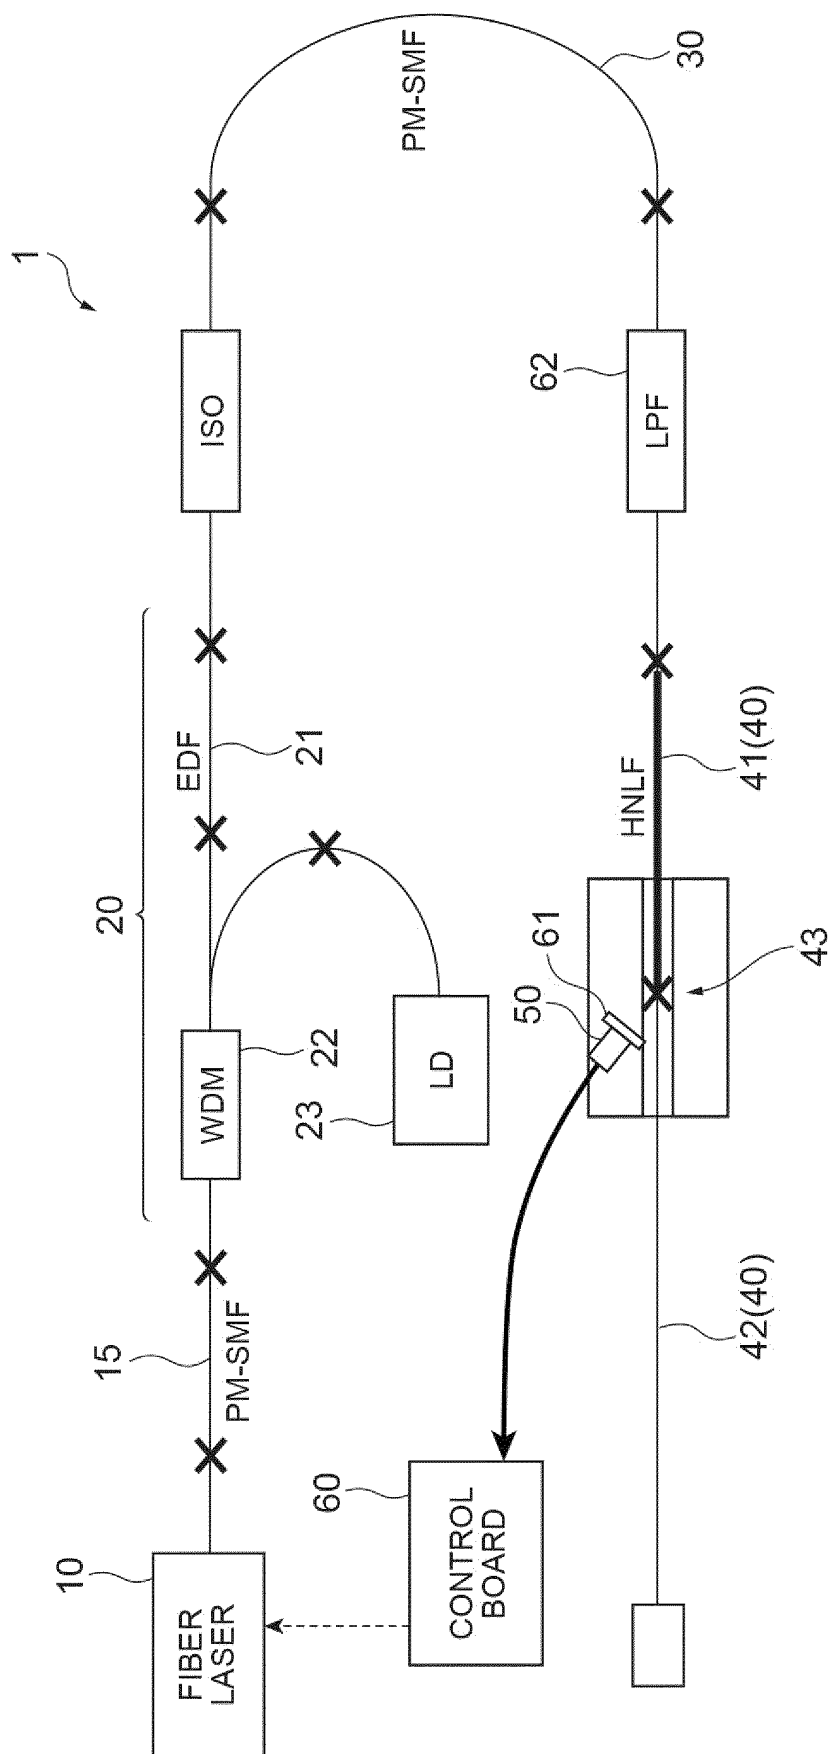 1
20
10
FIBER
LASER
15
PM-SMF
WDM
22
EDF
21
ISO
PM-SMF
30
23
LD
60
CONTROL
BOARD
50
61
62
LPF
HNLF
41(40)
43
42(40)